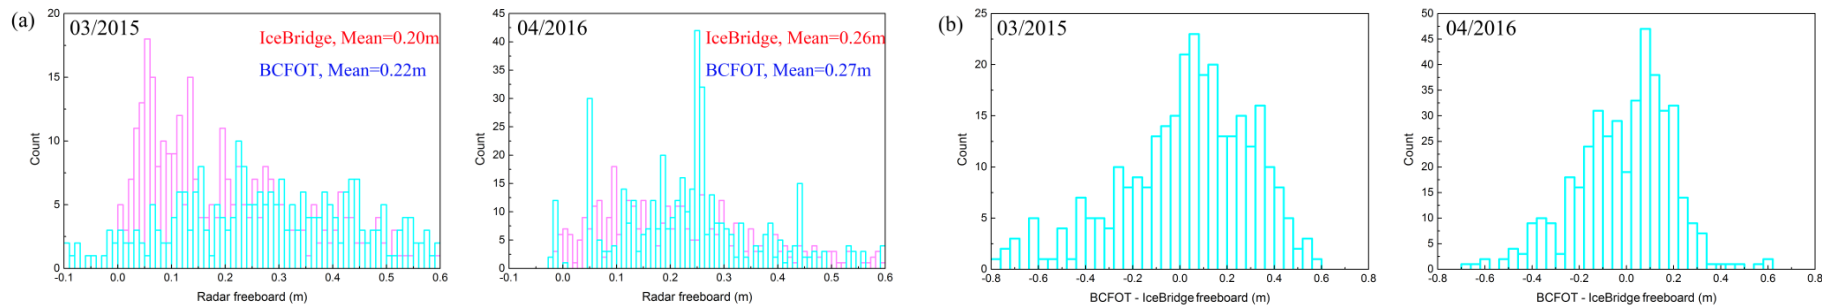 (a)
03/2015
IceBridge, Mean=0.20m
BCFOT, Mean=0.22m
20
15
10
5
0
Count
-0.1 0.0 0.1 0.2 0.3 0.4 0.5 0.6
Radar freeboard (m)
04/2016
IceBridge, Mean=0.26m
BCFOT, Mean=0.27m
45
40
35
30
25
20
15
10
5
0
Count
0.0 0.1 0.2 0.3 0.4 0.5 0.6
Radar freeboard (m)
(b)
03/2015
25
20
15
10
5
0
Count
-0.8 -0.6 -0.4 -0.2 0.0 0.2 0.4 0.6 0.8
BCFOT - IceBridge freeboard (m)
04/2016
50
45
40
35
30
25
20
15
10
5
0
Count
-0.8 -0.6 -0.4 -0.2 0.0 0.2 0.4 0.6 0.8
BCFOT - IceBridge freeboard (m)